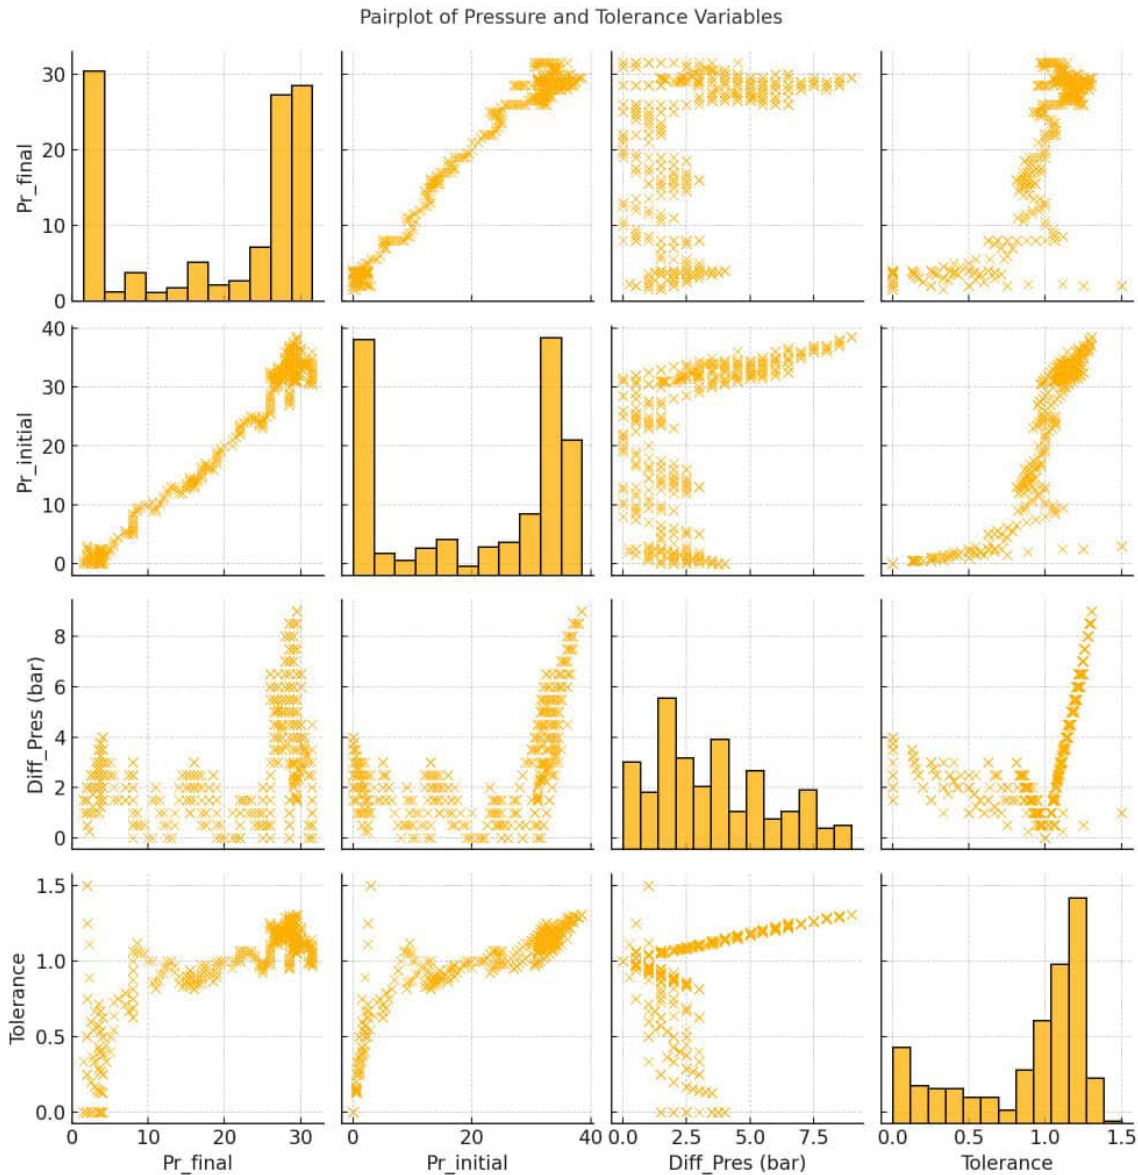 Pairplot of Pressure and Tolerance Variables
Pr_final
30
20
10
0
Pr_initial
40
30
20
10
0
Diff_Pres (bar)
8
6
4
2
0
Tolerance
1.5
1.0
0.5
0.0
0 10 20 30
0 20 40
0.0 2.5 5.0 7.5
0.0 0.5 1.0 1.5
Pr_final Pr_initial Diff_Pres (bar) Tolerance